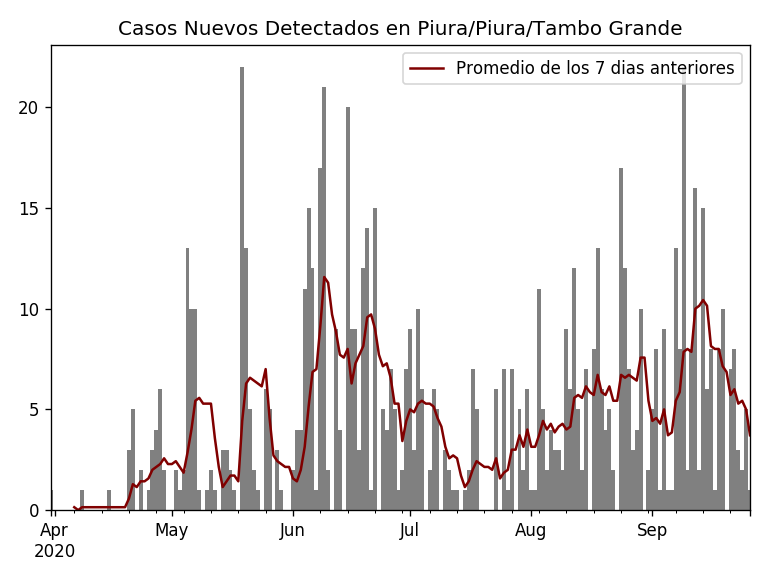 Casos Nuevos Detectados en Piura/Piura/Tambo Grande
Promedio de los 7 dias anteriores
20
15
10
5
0
Apr May Jun Jul Aug Sep
2020